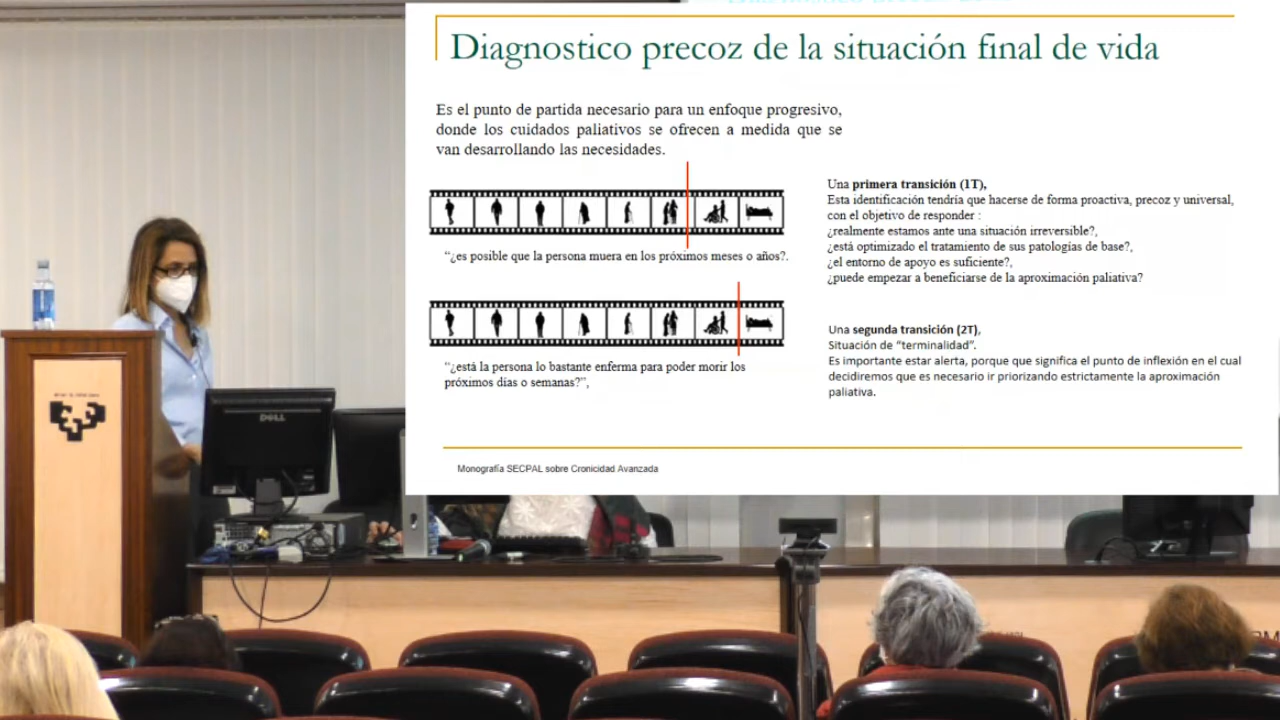 Diagnostico precoz de la situación final de vida
Es el punto de partida necesario para un enfoque progresivo,
donde los cuidados paliativos se ofrecen a medida que se
van desarrollando las necesidades.
“¿es posible que la persona muera en los próximos meses o años?.
“¿está la persona lo bastante enferma para poder morir los
próximos días o semanas?”,
Una primera transición (1T),
Esta identificación tendría que hacerse de forma proactiva, precoz y universal,
con el objetivo de responder :
¿realmente estamos ante una situación irreversible?,
¿está optimizado el tratamiento de sus patologías de base?,
¿el entorno de apoyo es suficiente?,
¿puede empezar a beneficiarse de la aproximación paliativa?
Una segunda transición (2T),
Situación de “terminalidad”.
Es importante estar alerta, porque que significa el punto de inflexión en el cual
decidiremos que es necesario ir priorizando estrictamente la aproximación
paliativa.
Monografía SECPAL sobre Cronicidad Avanzada
DELL